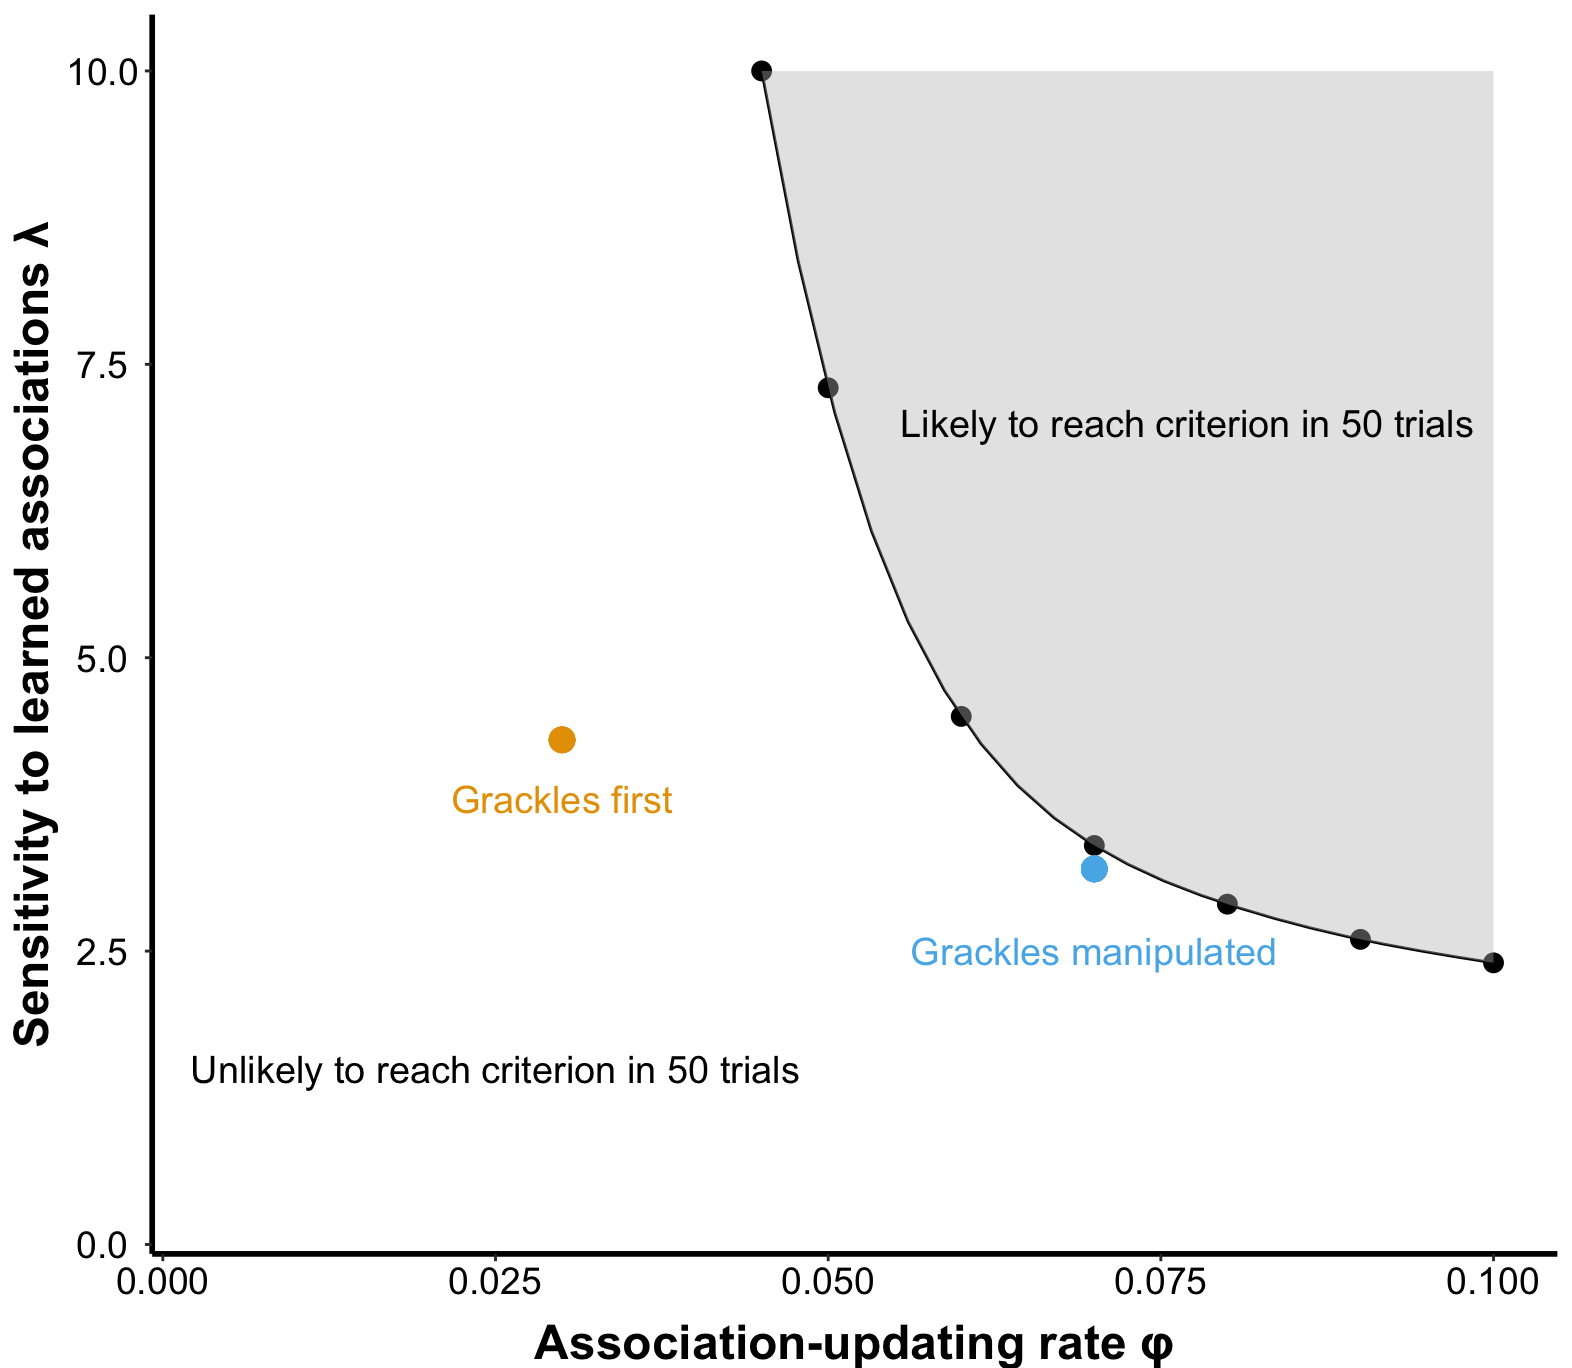 10.0
7.5
Likely to reach criterion in 50 trials
5.0
Grackles first
2.5
Grackles manipulated
Unlikely to reach criterion in 50 trials
0.0
0.000 0.025 0.050 0.075 0.100
Association-updating rate φ
Sensitivity to learned associations λ